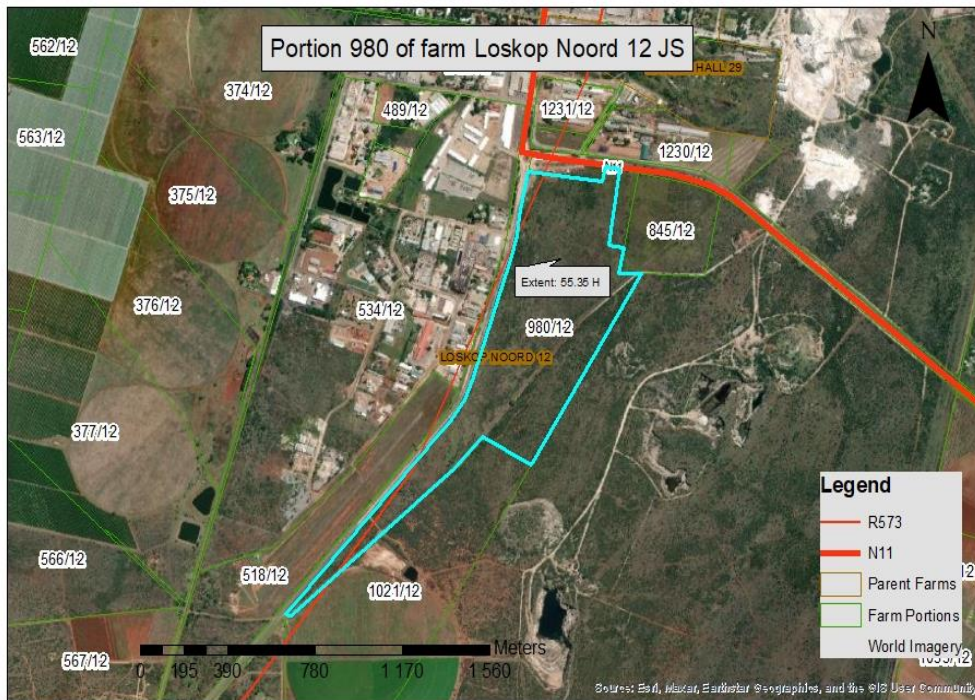 Portion 980 of farm Loskop Noord 12 JS
N
562/12
374/12
HALL 29
489/12
1231/12
563/12
1230/12
N11
375/12
845/12
Extent: 55.35 H
376/12
534/12
980/12
LOSKOP NOORD 12
377/12
Legend
R573
N11
Parent Farms
Farm Portions
World Imagery
566/12
518/12
1021/12
567/12
Meters
0 195 390 780 1 170 1 560
Source: Esri, Maxar, Earthstar Geographics, and the GIS User Communit